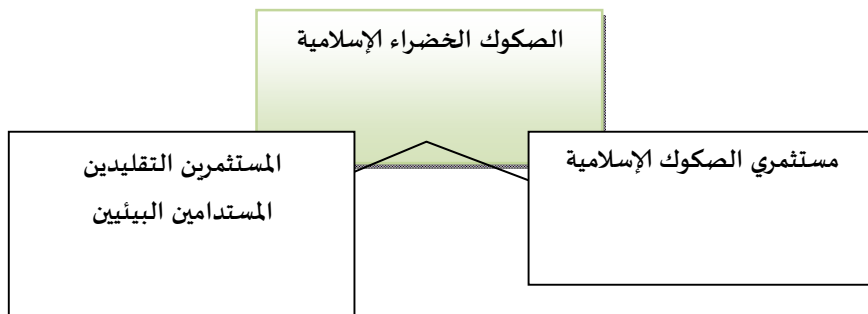 الصكوك الخضراء الإسلامية
مستثمري الصكوك الإسلامية
المستثمرين التقليدين
المستدامين البيئيين